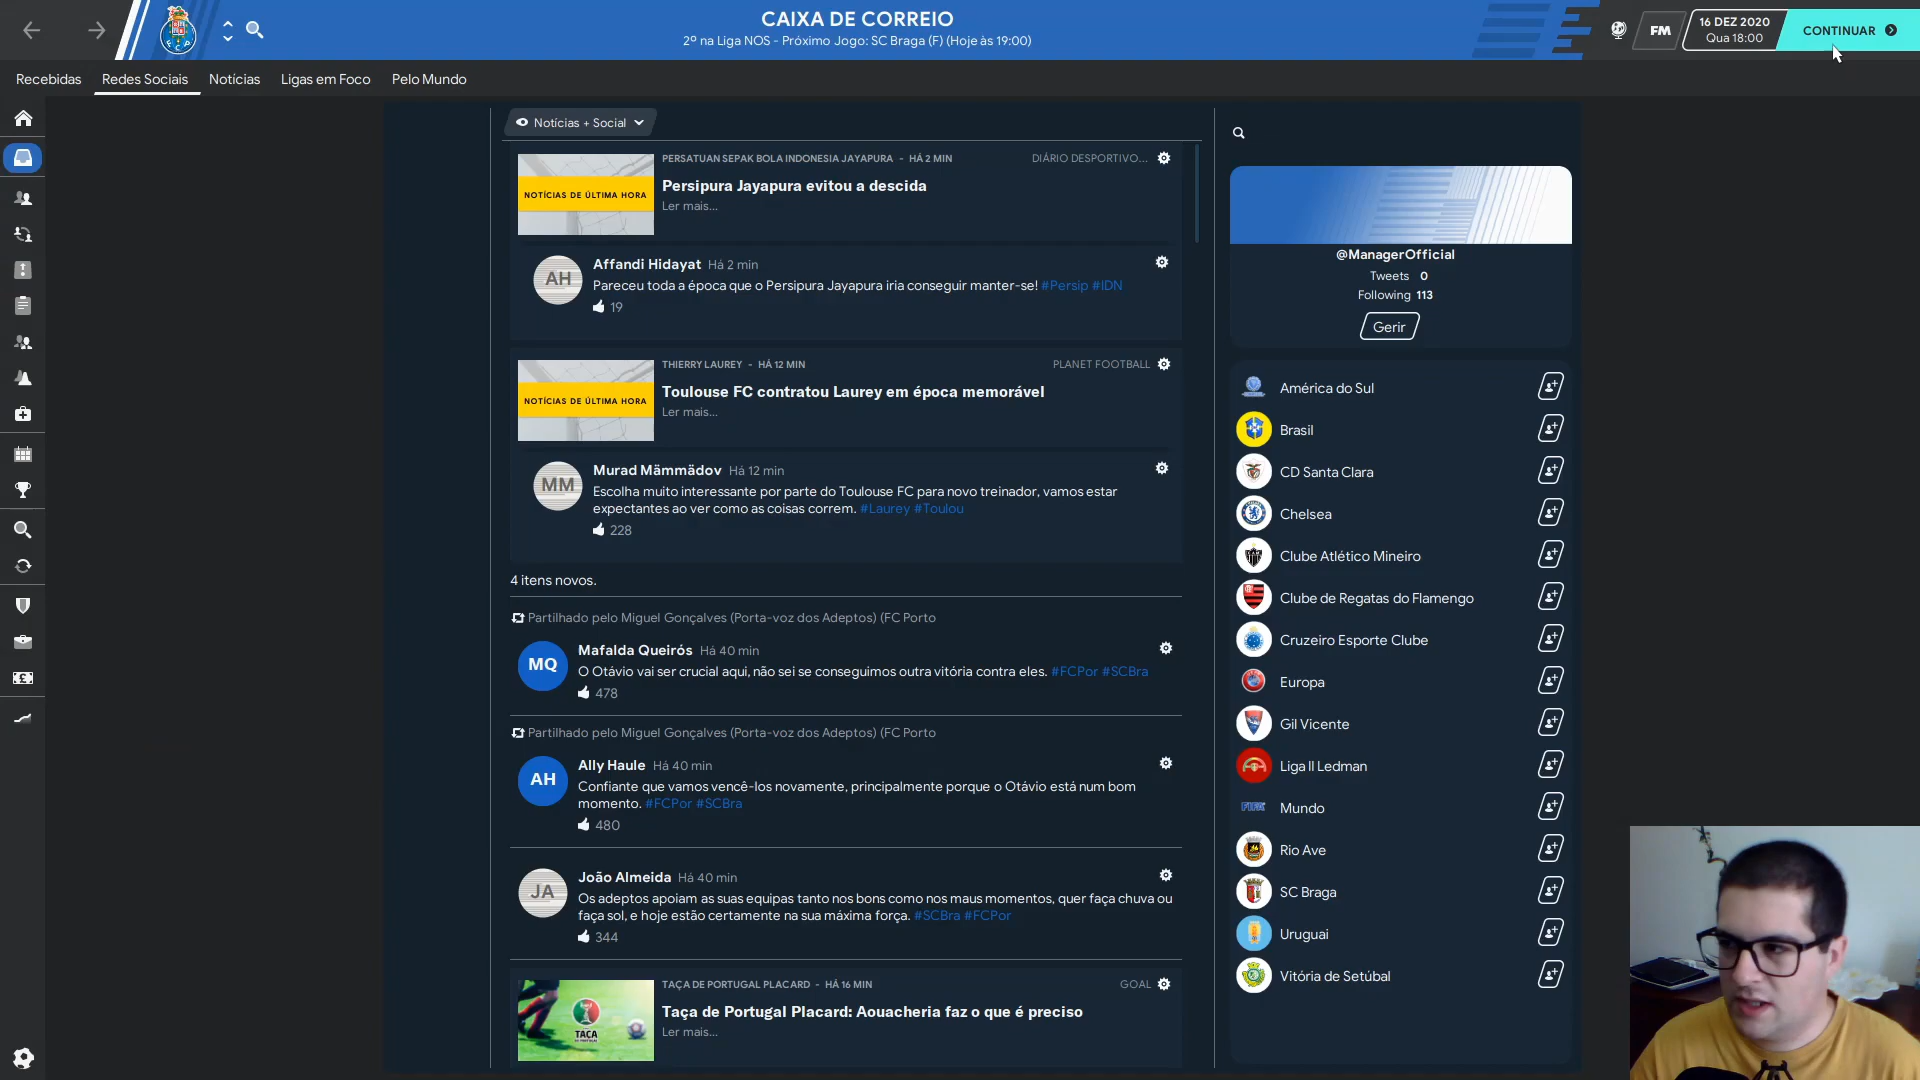 CAIXA DE CORREIO
2º na Liga NOS - Próximo Jogo: SC Braga (F) (Hoje às 19:00)
FM
16 DEZ 2020
Qua 18:00
CONTINUAR
Recebidas
Redes Sociais
Notícias
Ligas em Foco
Pelo Mundo
Notícias + Social
PERSATUAN SEPAK BOLA INDONESIA JAYAPURA - HÁ 2 MIN
DIÁRIO DESPORTIVO...
NOTÍCIAS DE ÚLTIMA HORA
Persipura Jayapura evitou a descida
Ler mais...
AH
Affandi Hidayat Há 2 min
Pareceu toda a época que o Persipura Jayapura iria conseguir manter-se! #Persip #IDN
19
THIERRY LAUREY - HÁ 12 MIN
PLANET FOOTBALL
NOTÍCIAS DE ÚLTIMA HORA
Toulouse FC contratou Laurey em época memorável
Ler mais...
MM
Murad Mämmädov Há 12 min
Escolha muito interessante por parte do Toulouse FC para novo treinador, vamos estar
expectantes ao ver como as coisas correm. #Laurey #Toulou
228
4 itens novos.
Partilhado pelo Miguel Gonçalves (Porta-voz dos Adeptos) (FC Porto
MQ
Mafalda Queirós Há 40 min
O Otávio vai ser crucial aqui, não sei se conseguimos outra vitória contra eles. #FCPor #SCBra
478
Partilhado pelo Miguel Gonçalves (Porta-voz dos Adeptos) (FC Porto
AH
Ally Haule Há 40 min
Confiante que vamos vencê-los novamente, principalmente porque o Otávio está num bom
momento. #FCPor #SCBra
480
JA
João Almeida Há 40 min
Os adeptos apoiam as suas equipas tanto nos bons como nos maus momentos, quer faça chuva ou
faça sol, e hoje estão certamente na sua máxima força. #SCBra #FCPor
344
TAÇA DE PORTUGAL PLACARD - HÁ 16 MIN
GOAL
TAÇA
Taça de Portugal Placard: Aouacheria faz o que é preciso
Ler mais...
@ManagerOfficial
Tweets 0
Following 113
Gerir
América do Sul
Brasil
CD Santa Clara
Chelsea
Clube Atlético Mineiro
Clube de Regatas do Flamengo
Cruzeiro Esporte Clube
Europa
Gil Vicente
Liga II Ledman
FIFA
Mundo
Rio Ave
SC Braga
Uruguai
Vitória de Setúbal